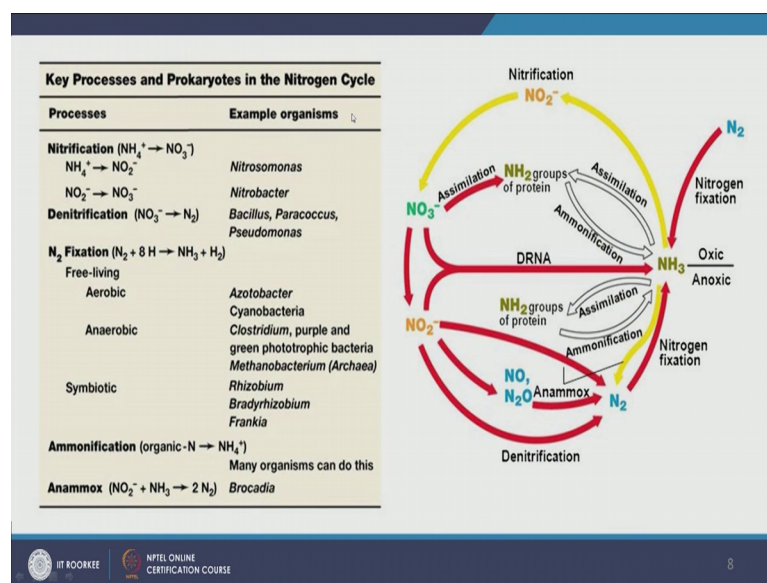 Key Processes and Prokaryotes in the Nitrogen Cycle
Processes Example organisms
Nitrification (NH₄⁺ → NO₃⁻)
NH₄⁺ → NO₂⁻ Nitrosomonas
NO₂⁻ → NO₃⁻ Nitrobacter
Denitrification (NO₃⁻ → N₂) Bacillus, Paracoccus,
Pseudomonas
N₂ Fixation (N₂ + 8 H → NH₃ + H₂)
Free-living
Aerobic Azotobacter
Cyanobacteria
Anaerobic Clostridium, purple and
green phototrophic bacteria
Methanobacterium (Archaea)
Symbiotic Rhizobium
Bradyrhizobium
Frankia
Ammonification (organic-N → NH₄⁺)
Many organisms can do this
Anammox (NO₂⁻ + NH₃ → 2 N₂) Brocadia
Nitrification
NO₂⁻
N₂
Nitrogen
fixation
Assimilation
NH₂ groups
of protein
Assimilation
Ammonification
NO₃⁻
DRNA
NH₃
Oxic
Anoxic
NH₂ groups
of protein
Assimilation
Ammonification
NO₂⁻
Nitrogen
fixation
NO,
N₂O
Anammox
N₂
Denitrification
IIT ROORKEE
NPTEL ONLINE
CERTIFICATION COURSE
8